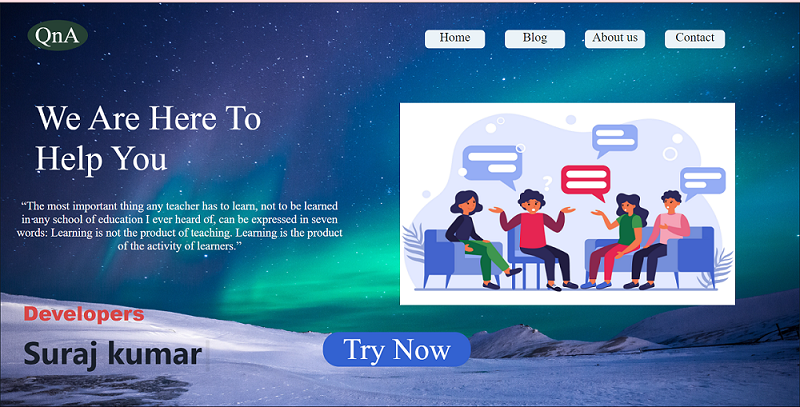 QnA
Home
Blog
About us
Contact
We Are Here To
Help You
“The most important thing any teacher has to learn, not to be learned
in any school of education I ever heard of, can be expressed in seven
words: Learning is not the product of teaching. Learning is the product
of the activity of learners.”
?
Developers
Suraj kumar
Try Now